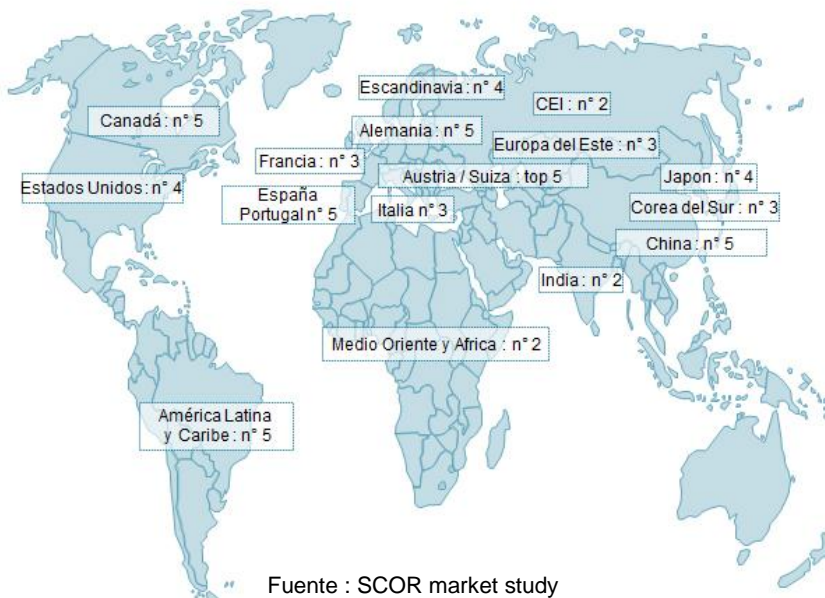 Escandinavia : n° 4
CEI : n° 2
Canadá : n° 5
Alemania : n° 5
Europa del Este : n° 3
Francia : n° 3
Austria / Suiza : top 5
Japon : n° 4
Estados Unidos: n° 4
España
Portugal n° 5
Italia n° 3
Corea del Sur : n° 3
China : n° 5
India : n° 2
Medio Oriente y Africa : n° 2
América Latina
y Caribe : n° 5
Fuente : SCOR market study